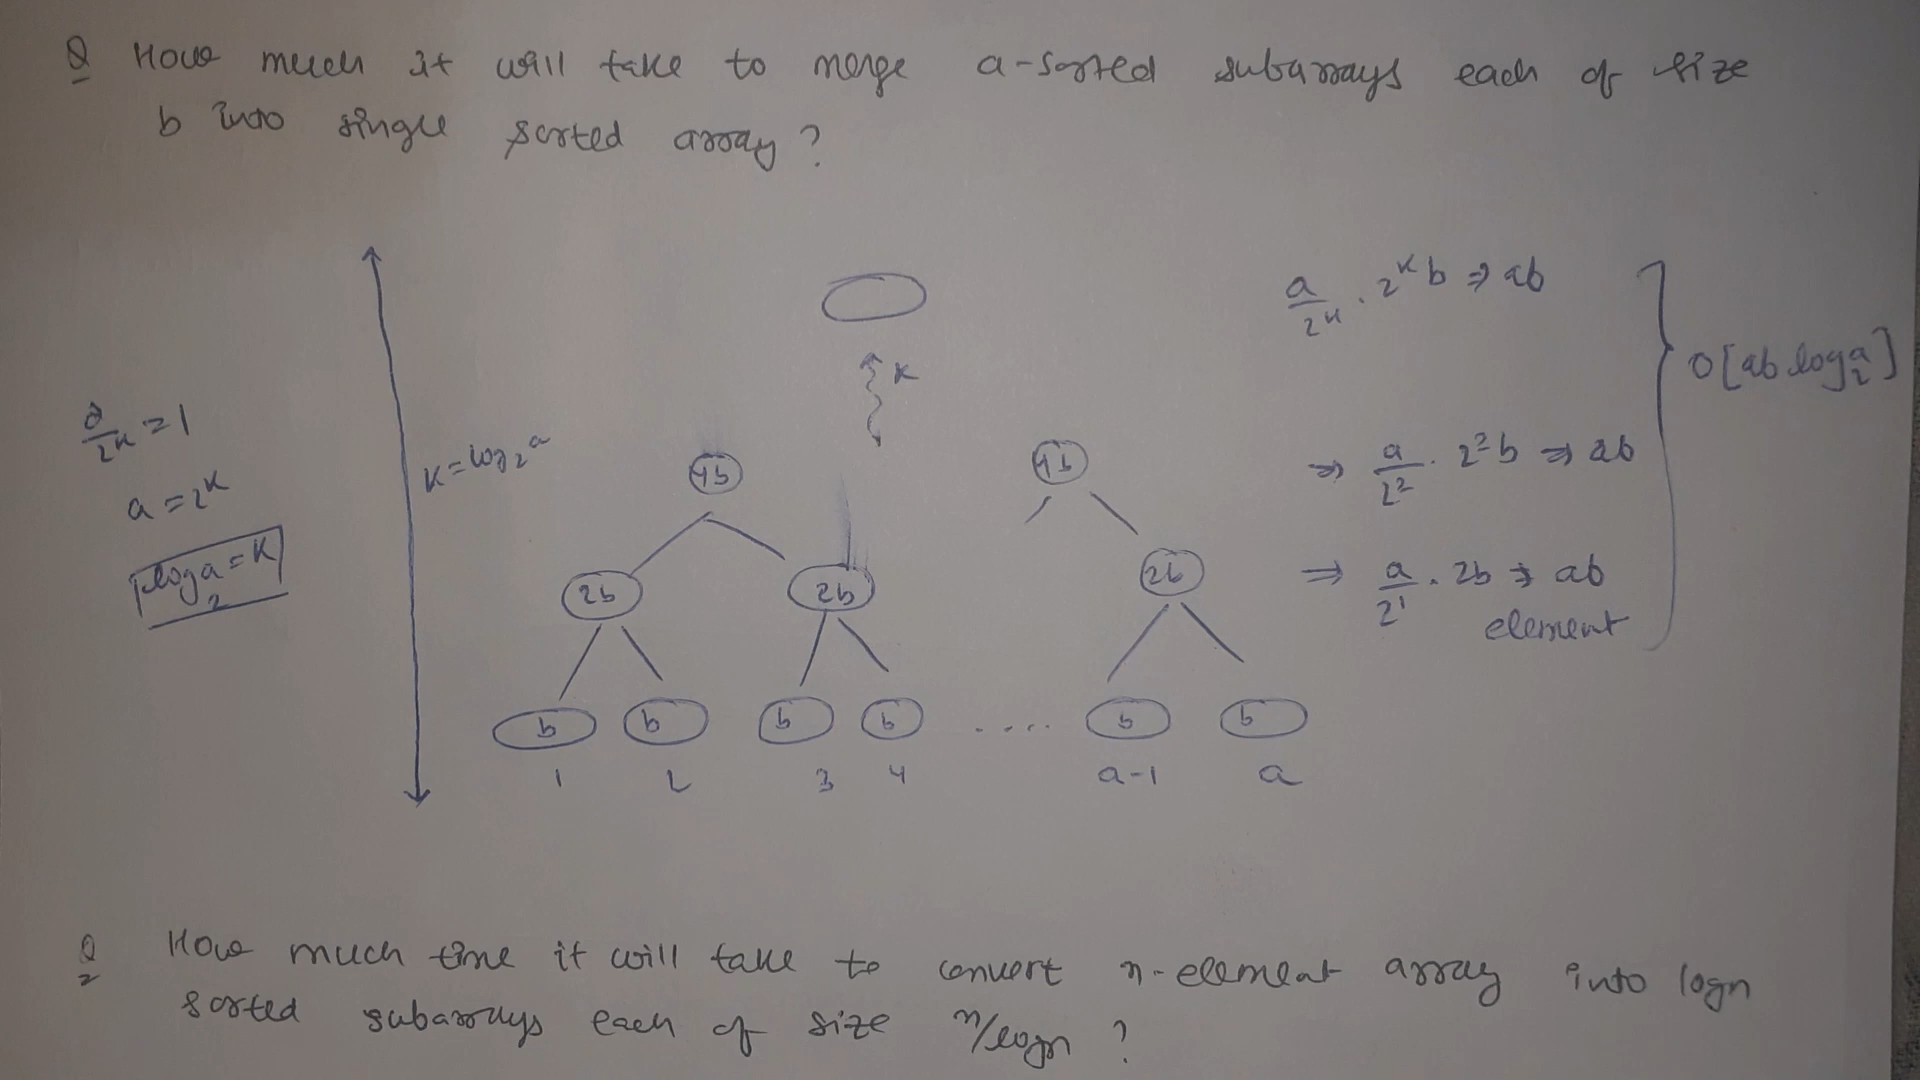 Q How much it will take to merge a-sorted subarrays each of size
b into single sorted array ?
a/2^k . 2^k b ⇒ ab
O[ab log₂a]
K
a/2^k = 1
K = log₂a
4b 4b
⇒ a/2² . 2²b ⇒ ab
a = 2^K
log₂a = K
2b 2b 2b
⇒ a/2¹ . 2b ⇒ ab
element
b b b b .... b b
1 2 3 4 a-1 a
Q How much time it will take to convert n-element array into logn
2
sorted subarrays each of size n/logn ?